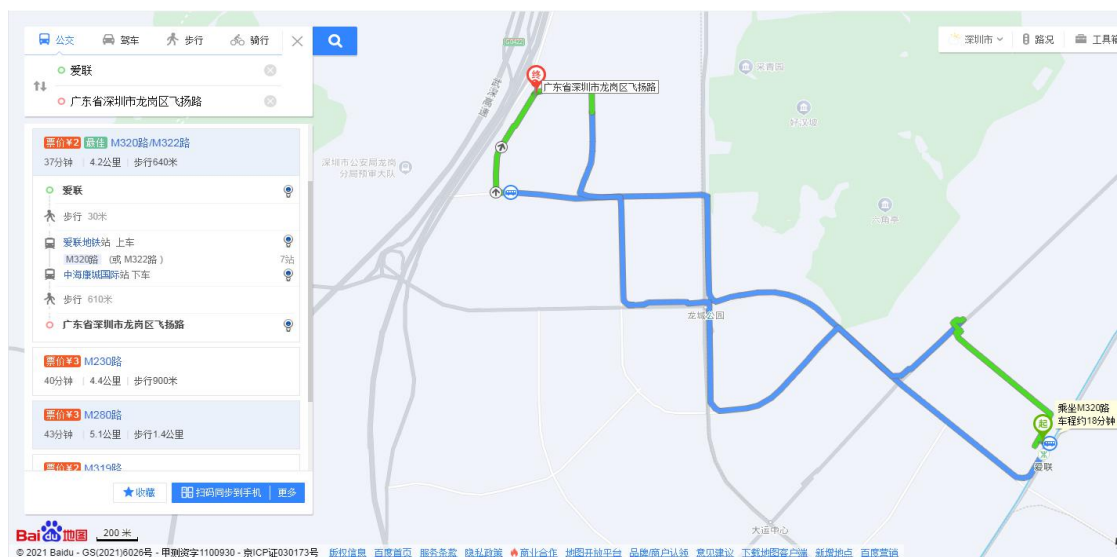 公交 驾车 步行 骑行
爱联
广东省深圳市龙岗区飞扬路
票价¥2 最佳 M320路/M322路
37分钟 | 4.2公里 | 步行640米
爱联
步行 30米
爱联地铁站 上车
M320路 (或 M322路) 7站
中海康城国际站 下车
步行 610米
广东省深圳市龙岗区飞扬路
票价¥3 M230路
40分钟 | 4.4公里 | 步行900米
票价¥3 M280路
43分钟 | 5.1公里 | 步行1.4公里
票价¥2 M319路
收藏 扫码同步到手机 | 更多
Bai du 地图 200 米
© 2021 Baidu - GS(2021)6026号 - 甲测资字1100930 - 京ICP证030173号 版权信息 百度首页 服务条款 隐私政策 商业合作 地图开放平台 品牌/商户认领 意见建议 下载地图客户端 新增地点 百度营销
深圳市 路况 工具箱
终
广东省深圳市龙岗区飞扬路
深圳市公安局龙岗
分局预审大队
好汉坡
六角亭
龙城公园
乘坐M320路
车程约18分钟
起
爱联
大运中心